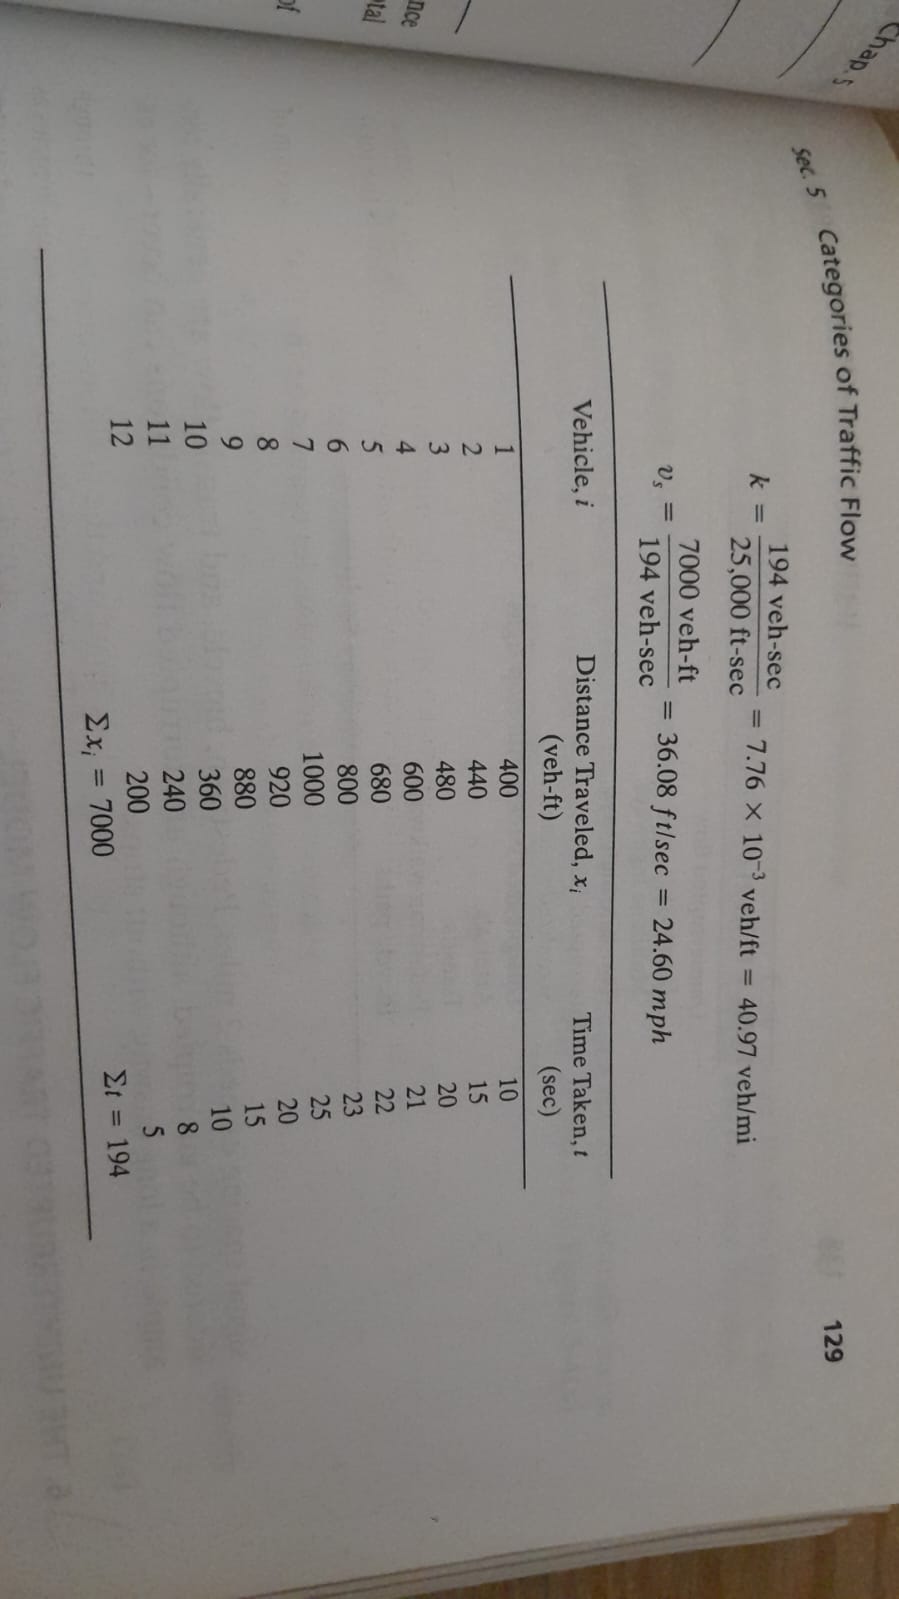 Chap. 5
nce
ntal
of
Sec. 5 Categories of Traffic Flow 129
k = 194 veh-sec / 25,000 ft-sec = 7.76 × 10⁻³ veh/ft = 40.97 veh/mi
vₛ = 7000 veh-ft / 194 veh-sec = 36.08 ft/sec = 24.60 mph
Vehicle, i Distance Traveled, xᵢ Time Taken, t
(veh-ft) (sec)
1 400 10
2 440 15
3 480 20
4 600 21
5 680 22
6 800 23
7 1000 25
8 920 20
9 880 15
10 360 10
11 240 8
12 200 5
Σxᵢ = 7000 Σt = 194